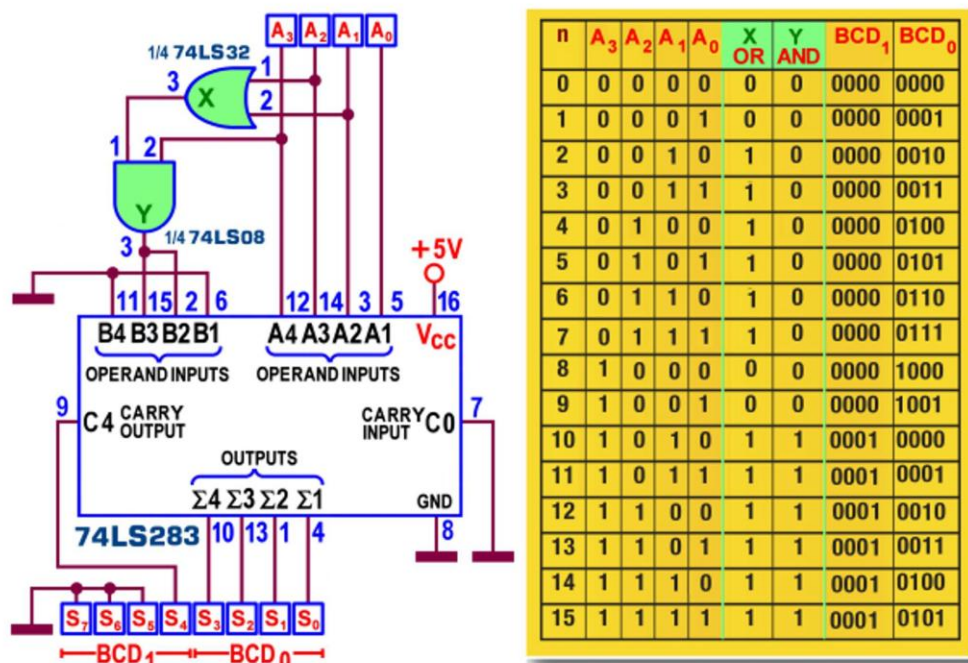 A₃ A₂ A₁ A₀
1/4 74LS32
3 X 1
2
1 2
Y
3 1/4 74LS08
+5V
11 15 2 6 12 14 3 5 16
B4 B3 B2 B1 A4 A3 A2 A1 VCC
OPERAND INPUTS OPERAND INPUTS
9 C4 CARRY OUTPUT CARRY INPUT C0 7
OUTPUTS
Σ4 Σ3 Σ2 Σ1 GND
74LS283 10 13 1 4 8
S₇ S₆ S₅ S₄ S₃ S₂ S₁ S₀
BCD₁ BCD₀
n A₃ A₂ A₁ A₀ X OR Y AND BCD₁ BCD₀
0 0 0 0 0 0 0 0000 0000
1 0 0 0 1 0 0 0000 0001
2 0 0 1 0 1 0 0000 0010
3 0 0 1 1 1 0 0000 0011
4 0 1 0 0 1 0 0000 0100
5 0 1 0 1 1 0 0000 0101
6 0 1 1 0 1 0 0000 0110
7 0 1 1 1 1 0 0000 0111
8 1 0 0 0 0 0 0000 1000
9 1 0 0 1 0 0 0000 1001
10 1 0 1 0 1 1 0001 0000
11 1 0 1 1 1 1 0001 0001
12 1 1 0 0 1 1 0001 0010
13 1 1 0 1 1 1 0001 0011
14 1 1 1 0 1 1 0001 0100
15 1 1 1 1 1 1 0001 0101